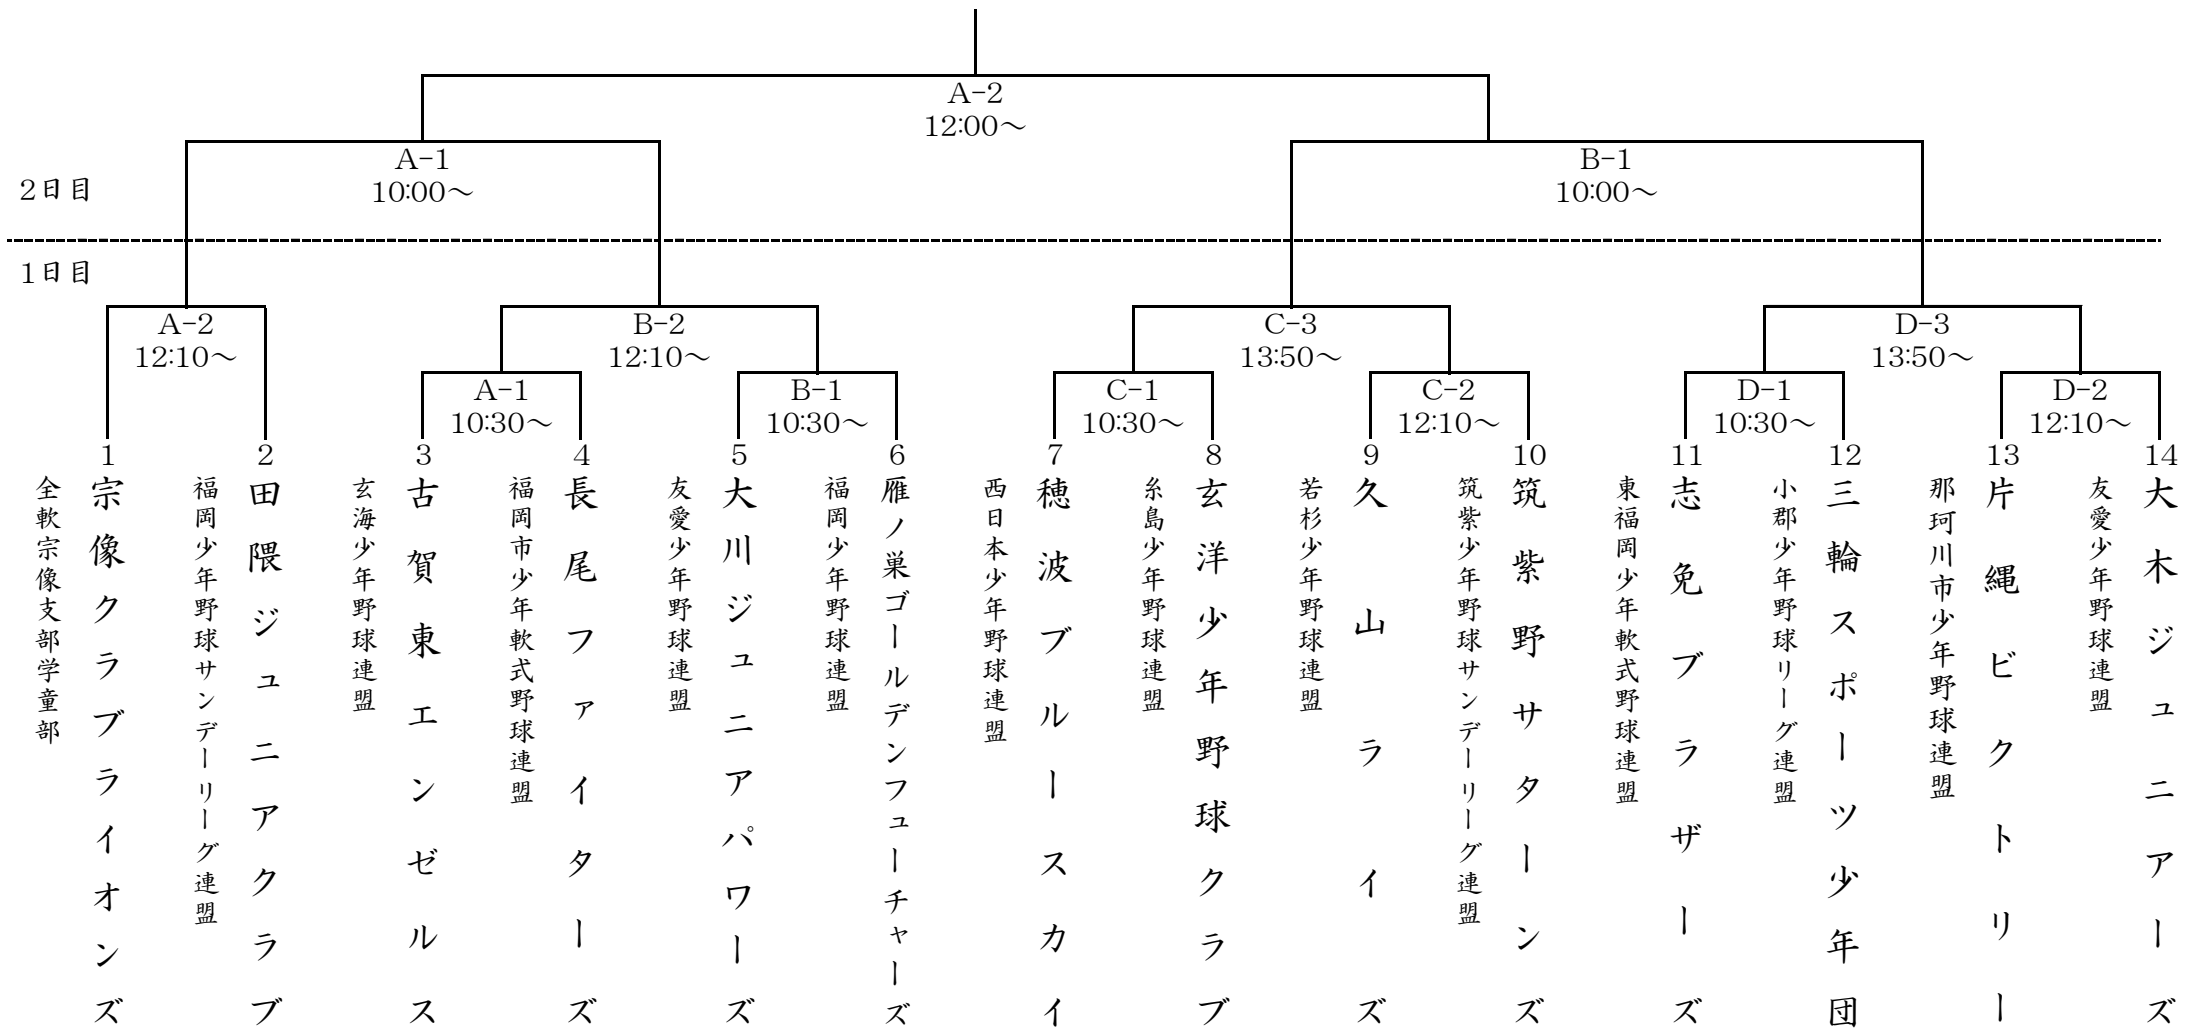 A-2
12:00～
A-1
10:00～
B-1
10:00～
2日目
1日目
A-2
12:10～
B-2
12:10～
C-3
13:50～
D-3
13:50～
A-1
10:30～
B-1
10:30～
C-1
10:30～
C-2
12:10～
D-1
10:30～
D-2
12:10～
1
宗像クラブライオンズ
全軟宗像支部学童部
2
田隈ジュニアクラブ
福岡少年野球サンデーリーグ連盟
3
古賀東エンゼルス
玄海少年野球連盟
4
長尾ファイターズ
福岡市少年軟式野球連盟
5
大川ジュニアパワーズ
友愛少年野球連盟
6
雁ノ巣ゴールデンフューチャーズ
福岡少年野球連盟
7
穂波ブルースカイ
西日本少年野球連盟
8
玄洋少年野球クラブ
糸島少年野球連盟
9
久山ライズ
若杉少年野球連盟
10
筑紫野サターンズ
筑紫少年野球サンデーリーグ連盟
11
志免ブラザーズ
東福岡少年軟式野球連盟
12
三輪スポーツ少年団
小郡少年野球リーグ連盟
13
片縄ビクトリー
那珂川市少年野球連盟
14
大木ジュニアーズ
友愛少年野球連盟